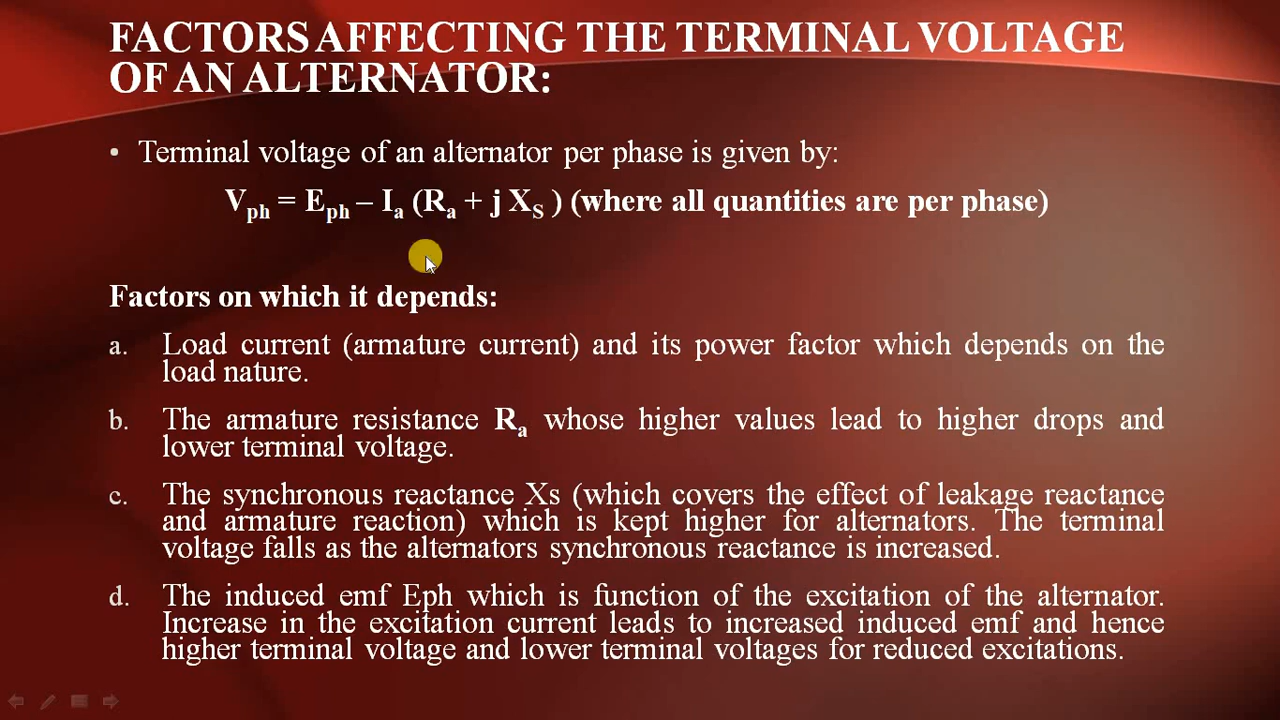 FACTORS AFFECTING THE TERMINAL VOLTAGE
OF AN ALTERNATOR:
• Terminal voltage of an alternator per phase is given by:
Vph = Eph – Ia (Ra + j XS ) (where all quantities are per phase)
Factors on which it depends:
a. Load current (armature current) and its power factor which depends on the
load nature.
b. The armature resistance Ra whose higher values lead to higher drops and
lower terminal voltage.
c. The synchronous reactance Xs (which covers the effect of leakage reactance
and armature reaction) which is kept higher for alternators. The terminal
voltage falls as the alternators synchronous reactance is increased.
d. The induced emf Eph which is function of the excitation of the alternator.
Increase in the excitation current leads to increased induced emf and hence
higher terminal voltage and lower terminal voltages for reduced excitations.